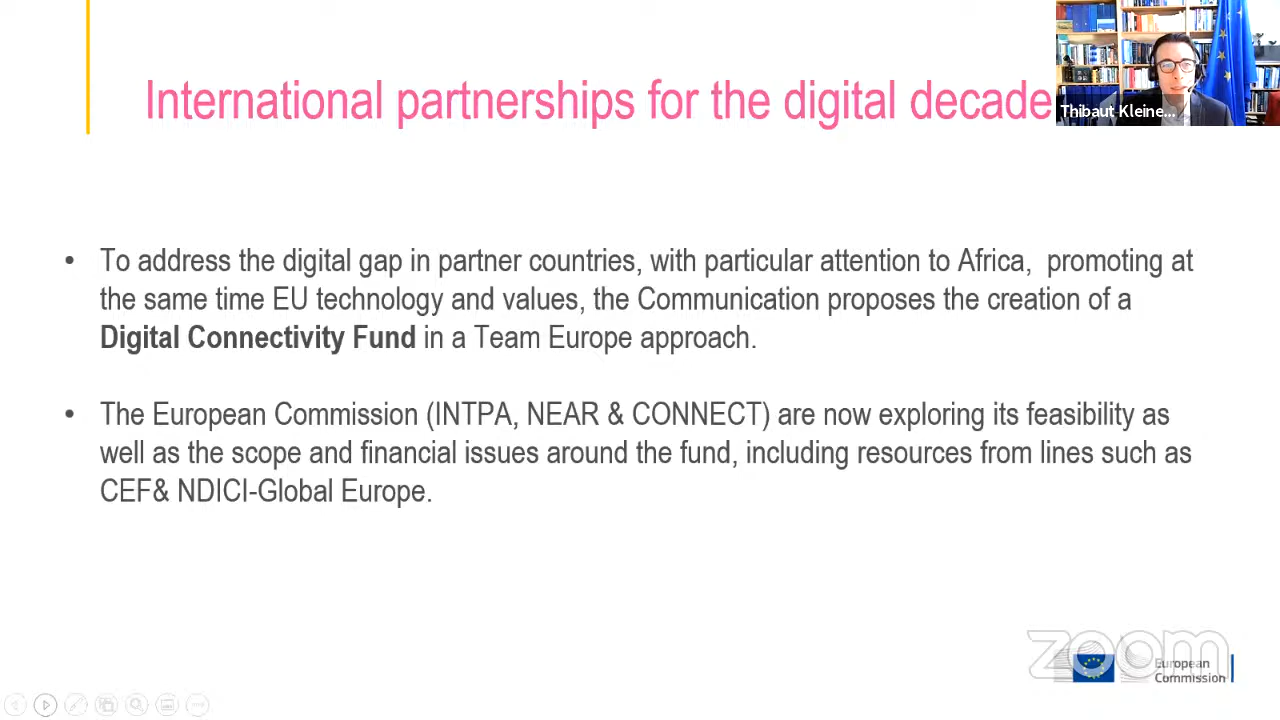 International partnerships for the digital decade
Thibaut Kleine...
• To address the digital gap in partner countries, with particular attention to Africa,  promoting at
the same time EU technology and values, the Communication proposes the creation of a
Digital Connectivity Fund in a Team Europe approach.
• The European Commission (INTPA, NEAR & CONNECT) are now exploring its feasibility as
well as the scope and financial issues around the fund, including resources from lines such as
CEF& NDICI-Global Europe.
zoom
European
Commission